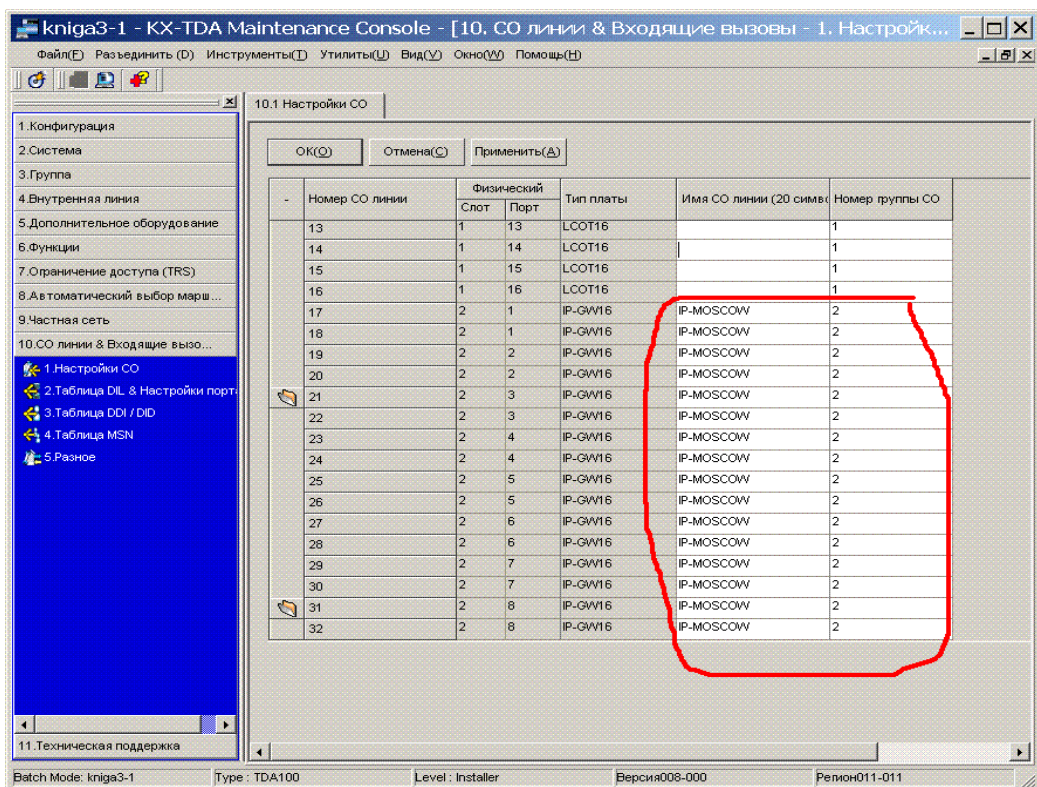 kniga3-1 - KX-TDA Maintenance Console - [10. CO линии & Входящие вызовы - 1. Настройк...
Файл(F) Разъединить (D) Инструменты(T) Утилиты(U) Вид(V) Окно(W) Помощь(H)
10.1 Настройки CO
1.Конфигурация
2.Система
3.Группа
4.Внутренняя линия
5.Дополнительное оборудование
6.Функции
7.Ограничение доступа (TRS)
8.Автоматический выбор марш...
9.Частная сеть
10.CO линии & Входящие вызо...
1.Настройки CO
2.Таблица DIL & Настройки порт
3.Таблица DDI / DID
4.Таблица MSN
5.Разное
11.Техническая поддержка
OK(O) Отмена(C) Применить(A)
- Номер CO линии Физический Тип платы Имя CO линии (20 симв Номер группы CO
Слот Порт
13 1 13 LCOT16 1
14 1 14 LCOT16 1
15 1 15 LCOT16 1
16 1 16 LCOT16 1
17 2 1 IP-GW16 IP-MOSCOW 2
18 2 1 IP-GW16 IP-MOSCOW 2
19 2 2 IP-GW16 IP-MOSCOW 2
20 2 2 IP-GW16 IP-MOSCOW 2
21 2 3 IP-GW16 IP-MOSCOW 2
22 2 3 IP-GW16 IP-MOSCOW 2
23 2 4 IP-GW16 IP-MOSCOW 2
24 2 4 IP-GW16 IP-MOSCOW 2
25 2 5 IP-GW16 IP-MOSCOW 2
26 2 5 IP-GW16 IP-MOSCOW 2
27 2 6 IP-GW16 IP-MOSCOW 2
28 2 6 IP-GW16 IP-MOSCOW 2
29 2 7 IP-GW16 IP-MOSCOW 2
30 2 7 IP-GW16 IP-MOSCOW 2
31 2 8 IP-GW16 IP-MOSCOW 2
32 2 8 IP-GW16 IP-MOSCOW 2
Batch Mode: kniga3-1 Type : TDA100 Level : Installer Версия008-000 Регион011-011